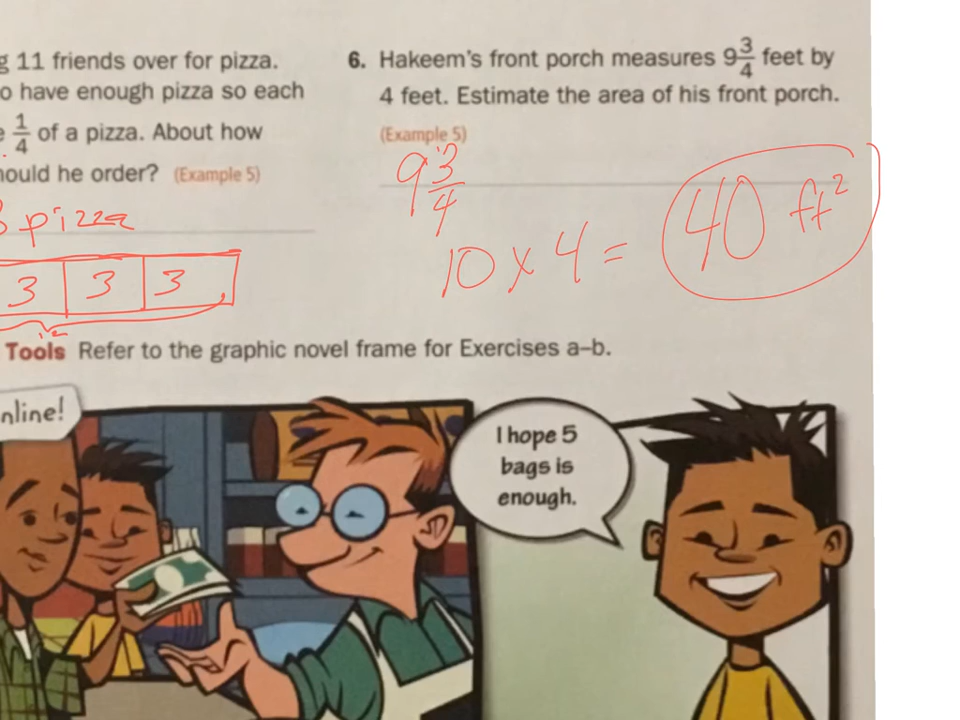 g 11 friends over for pizza.
o have enough pizza so each
e 1/4 of a pizza. About how
ould he order? (Example 5)
3 pizza
3 3 3
12
6. Hakeem's front porch measures 9 3/4 feet by
4 feet. Estimate the area of his front porch.
(Example 5)
9 3/4
10 x 4 = 40 ft²
Tools Refer to the graphic novel frame for Exercises a–b.
nline!
I hope 5
bags is
enough.